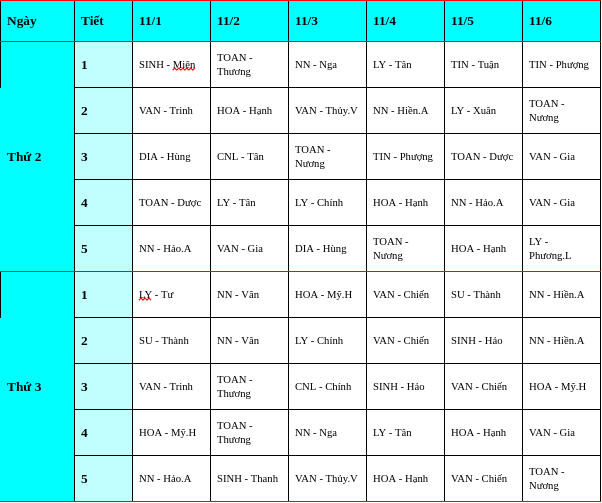 Ngày Tiết 11/1 11/2 11/3 11/4 11/5 11/6
1 SINH - Miên TOAN - Thương NN - Nga LY - Tân TIN - Tuận TIN - Phượng
2 VAN - Trinh HOA - Hạnh VAN - Thủy.V NN - Hiền.A LY - Xuân TOAN - Nương
Thứ 2 3 DIA - Hùng CNL - Tân TOAN - Nương TIN - Phượng TOAN - Dược VAN - Gia
4 TOAN - Dược LY - Tân LY - Chính HOA - Hạnh NN - Hảo.A VAN - Gia
5 NN - Hảo.A VAN - Gia DIA - Hùng TOAN - Nương HOA - Hạnh LY - Phương.L
1 LY - Tư NN - Vân HOA - Mỹ.H VAN - Chiến SU - Thành NN - Hiền.A
2 SU - Thành NN - Vân LY - Chính VAN - Chiến SINH - Hảo NN - Hiền.A
Thứ 3 3 VAN - Trinh TOAN - Thương CNL - Chính SINH - Hảo VAN - Chiến HOA - Mỹ.H
4 HOA - Mỹ.H TOAN - Thương NN - Nga LY - Tân HOA - Hạnh VAN - Gia
5 NN - Hảo.A SINH - Thanh VAN - Thủy.V HOA - Hạnh VAN - Chiến TOAN - Nương